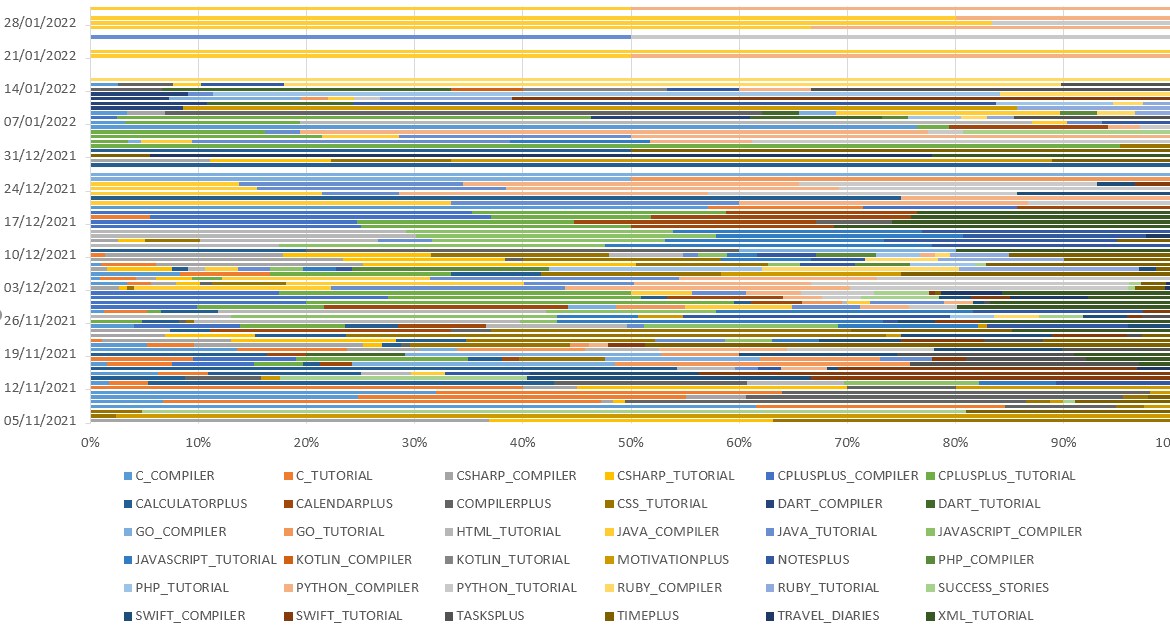 28/01/2022
21/01/2022
14/01/2022
07/01/2022
31/12/2021
24/12/2021
17/12/2021
10/12/2021
03/12/2021
26/11/2021
19/11/2021
12/11/2021
05/11/2021
0% 10% 20% 30% 40% 50% 60% 70% 80% 90% 10
C_COMPILER C_TUTORIAL CSHARP_COMPILER CSHARP_TUTORIAL CPLUSPLUS_COMPILER CPLUSPLUS_TUTORIAL
CALCULATORPLUS CALENDARPLUS COMPILERPLUS CSS_TUTORIAL DART_COMPILER DART_TUTORIAL
GO_COMPILER GO_TUTORIAL HTML_TUTORIAL JAVA_COMPILER JAVA_TUTORIAL JAVASCRIPT_COMPILER
JAVASCRIPT_TUTORIAL KOTLIN_COMPILER KOTLIN_TUTORIAL MOTIVATIONPLUS NOTESPLUS PHP_COMPILER
PHP_TUTORIAL PYTHON_COMPILER PYTHON_TUTORIAL RUBY_COMPILER RUBY_TUTORIAL SUCCESS_STORIES
SWIFT_COMPILER SWIFT_TUTORIAL TASKSPLUS TIMEPLUS TRAVEL_DIARIES XML_TUTORIAL